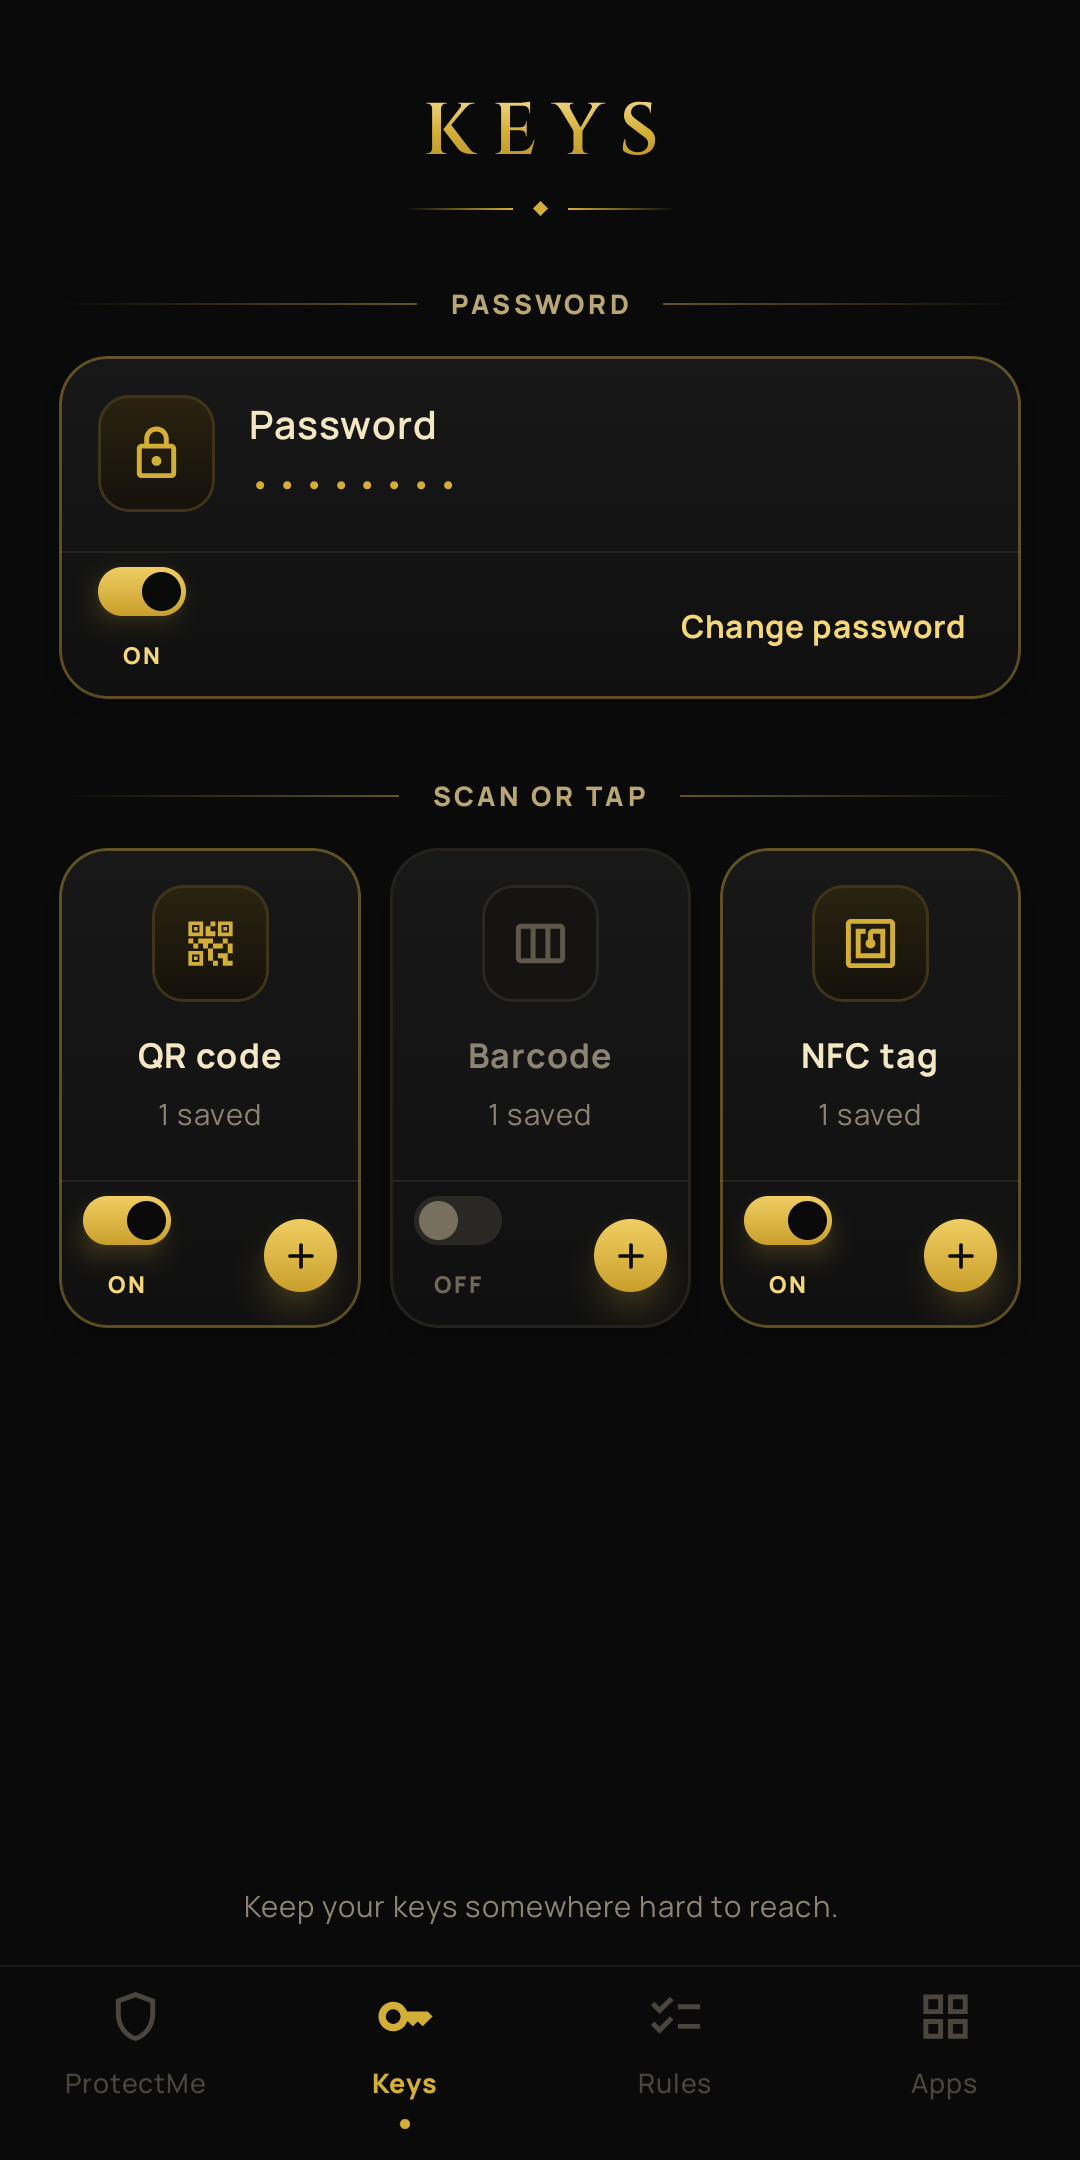 KEYS
PASSWORD
Password
••••••••
ON
Change password
SCAN OR TAP
QR code
Barcode
NFC tag
1 saved
1 saved
1 saved
ON
OFF
ON
Keep your keys somewhere hard to reach.
ProtectMe
Keys
Rules
Apps